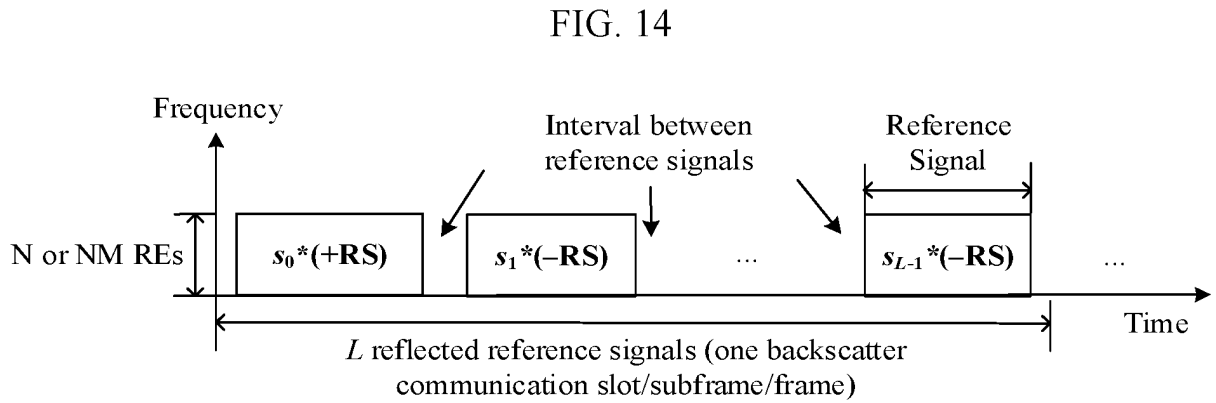 FIG. 14
Frequency
Interval between
reference signals
Reference
Signal
N or NM REs
s0*(+RS)
s1*(–RS)
...
sL-1*(–RS)
...
Time
L reflected reference signals (one backscatter
communication slot/subframe/frame)